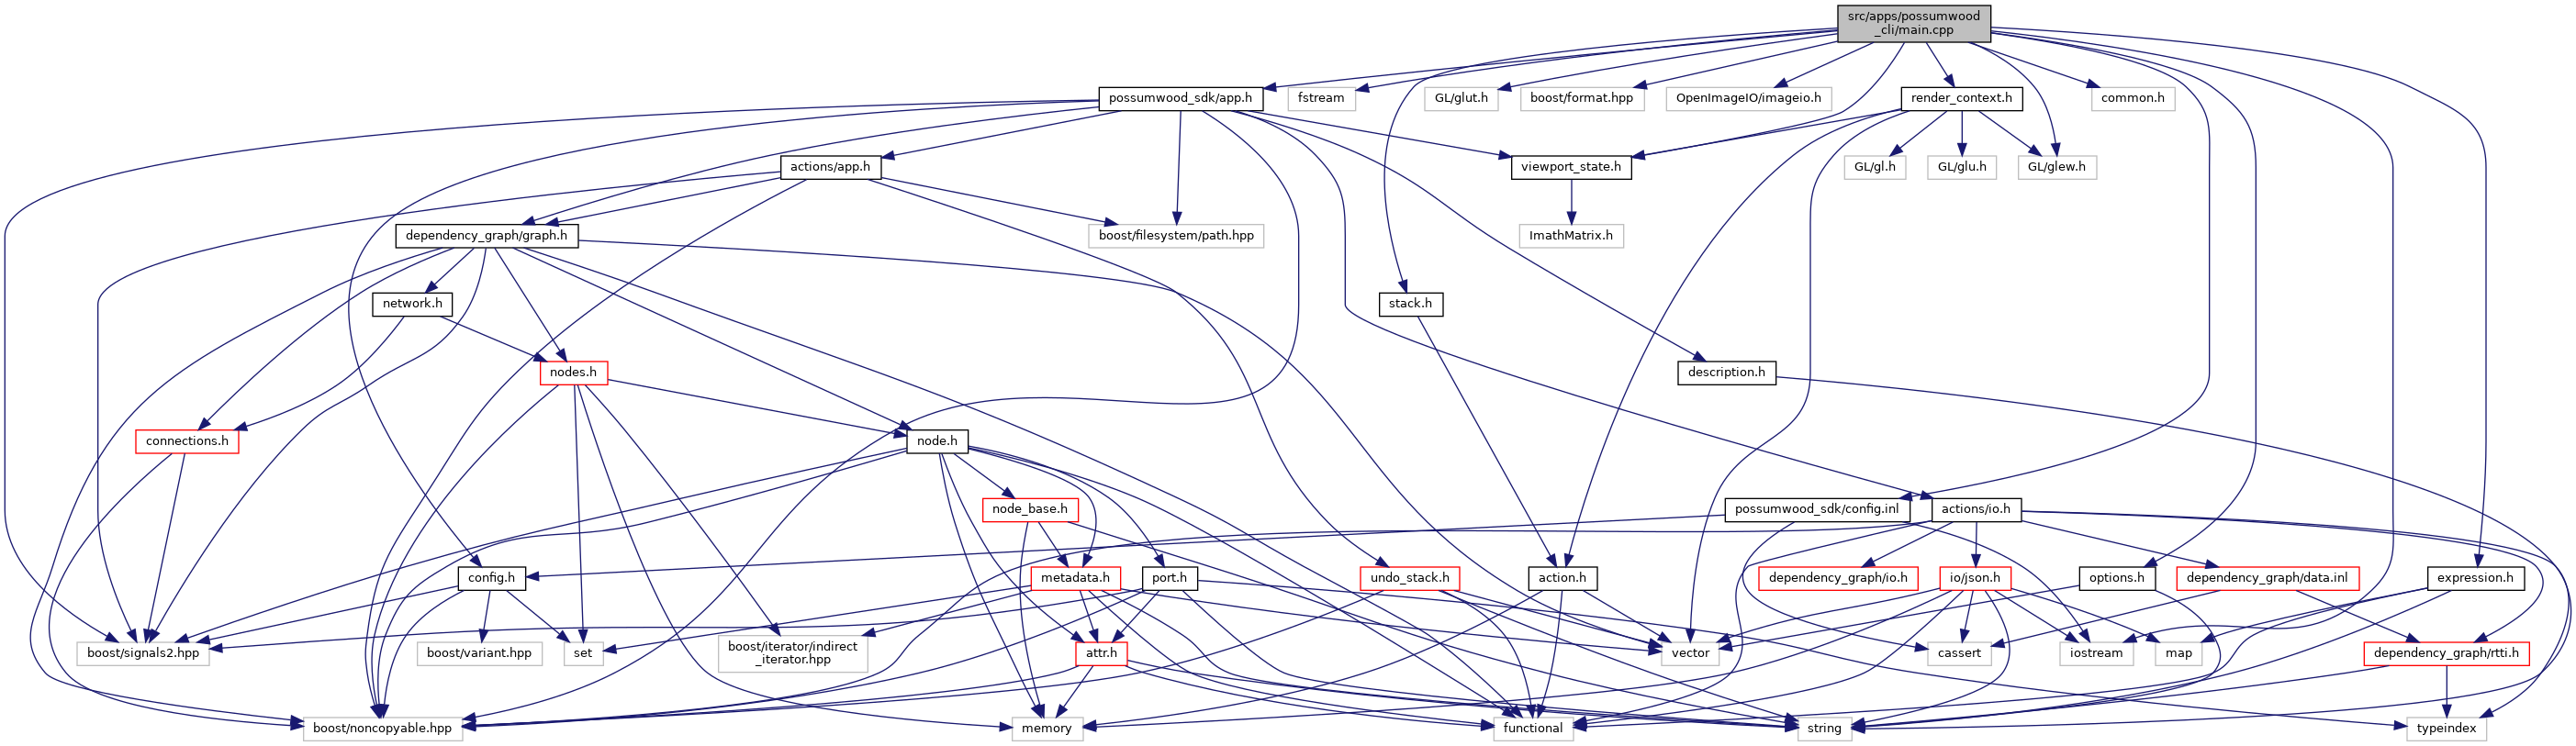 src/apps/possumwood
_cli/main.cpp
possumwood_sdk/app.h
fstream
GL/glut.h
boost/format.hpp
OpenImageIO/imageio.h
render_context.h
common.h
actions/app.h
viewport_state.h
GL/gl.h
GL/glu.h
GL/glew.h
dependency_graph/graph.h
boost/filesystem/path.hpp
ImathMatrix.h
network.h
stack.h
nodes.h
description.h
connections.h
node.h
node_base.h
possumwood_sdk/config.inl
actions/io.h
config.h
metadata.h
port.h
undo_stack.h
action.h
dependency_graph/io.h
io/json.h
options.h
dependency_graph/data.inl
expression.h
boost/signals2.hpp
boost/variant.hpp
set
boost/iterator/indirect
_iterator.hpp
attr.h
vector
cassert
iostream
map
dependency_graph/rtti.h
boost/noncopyable.hpp
memory
functional
string
typeindex